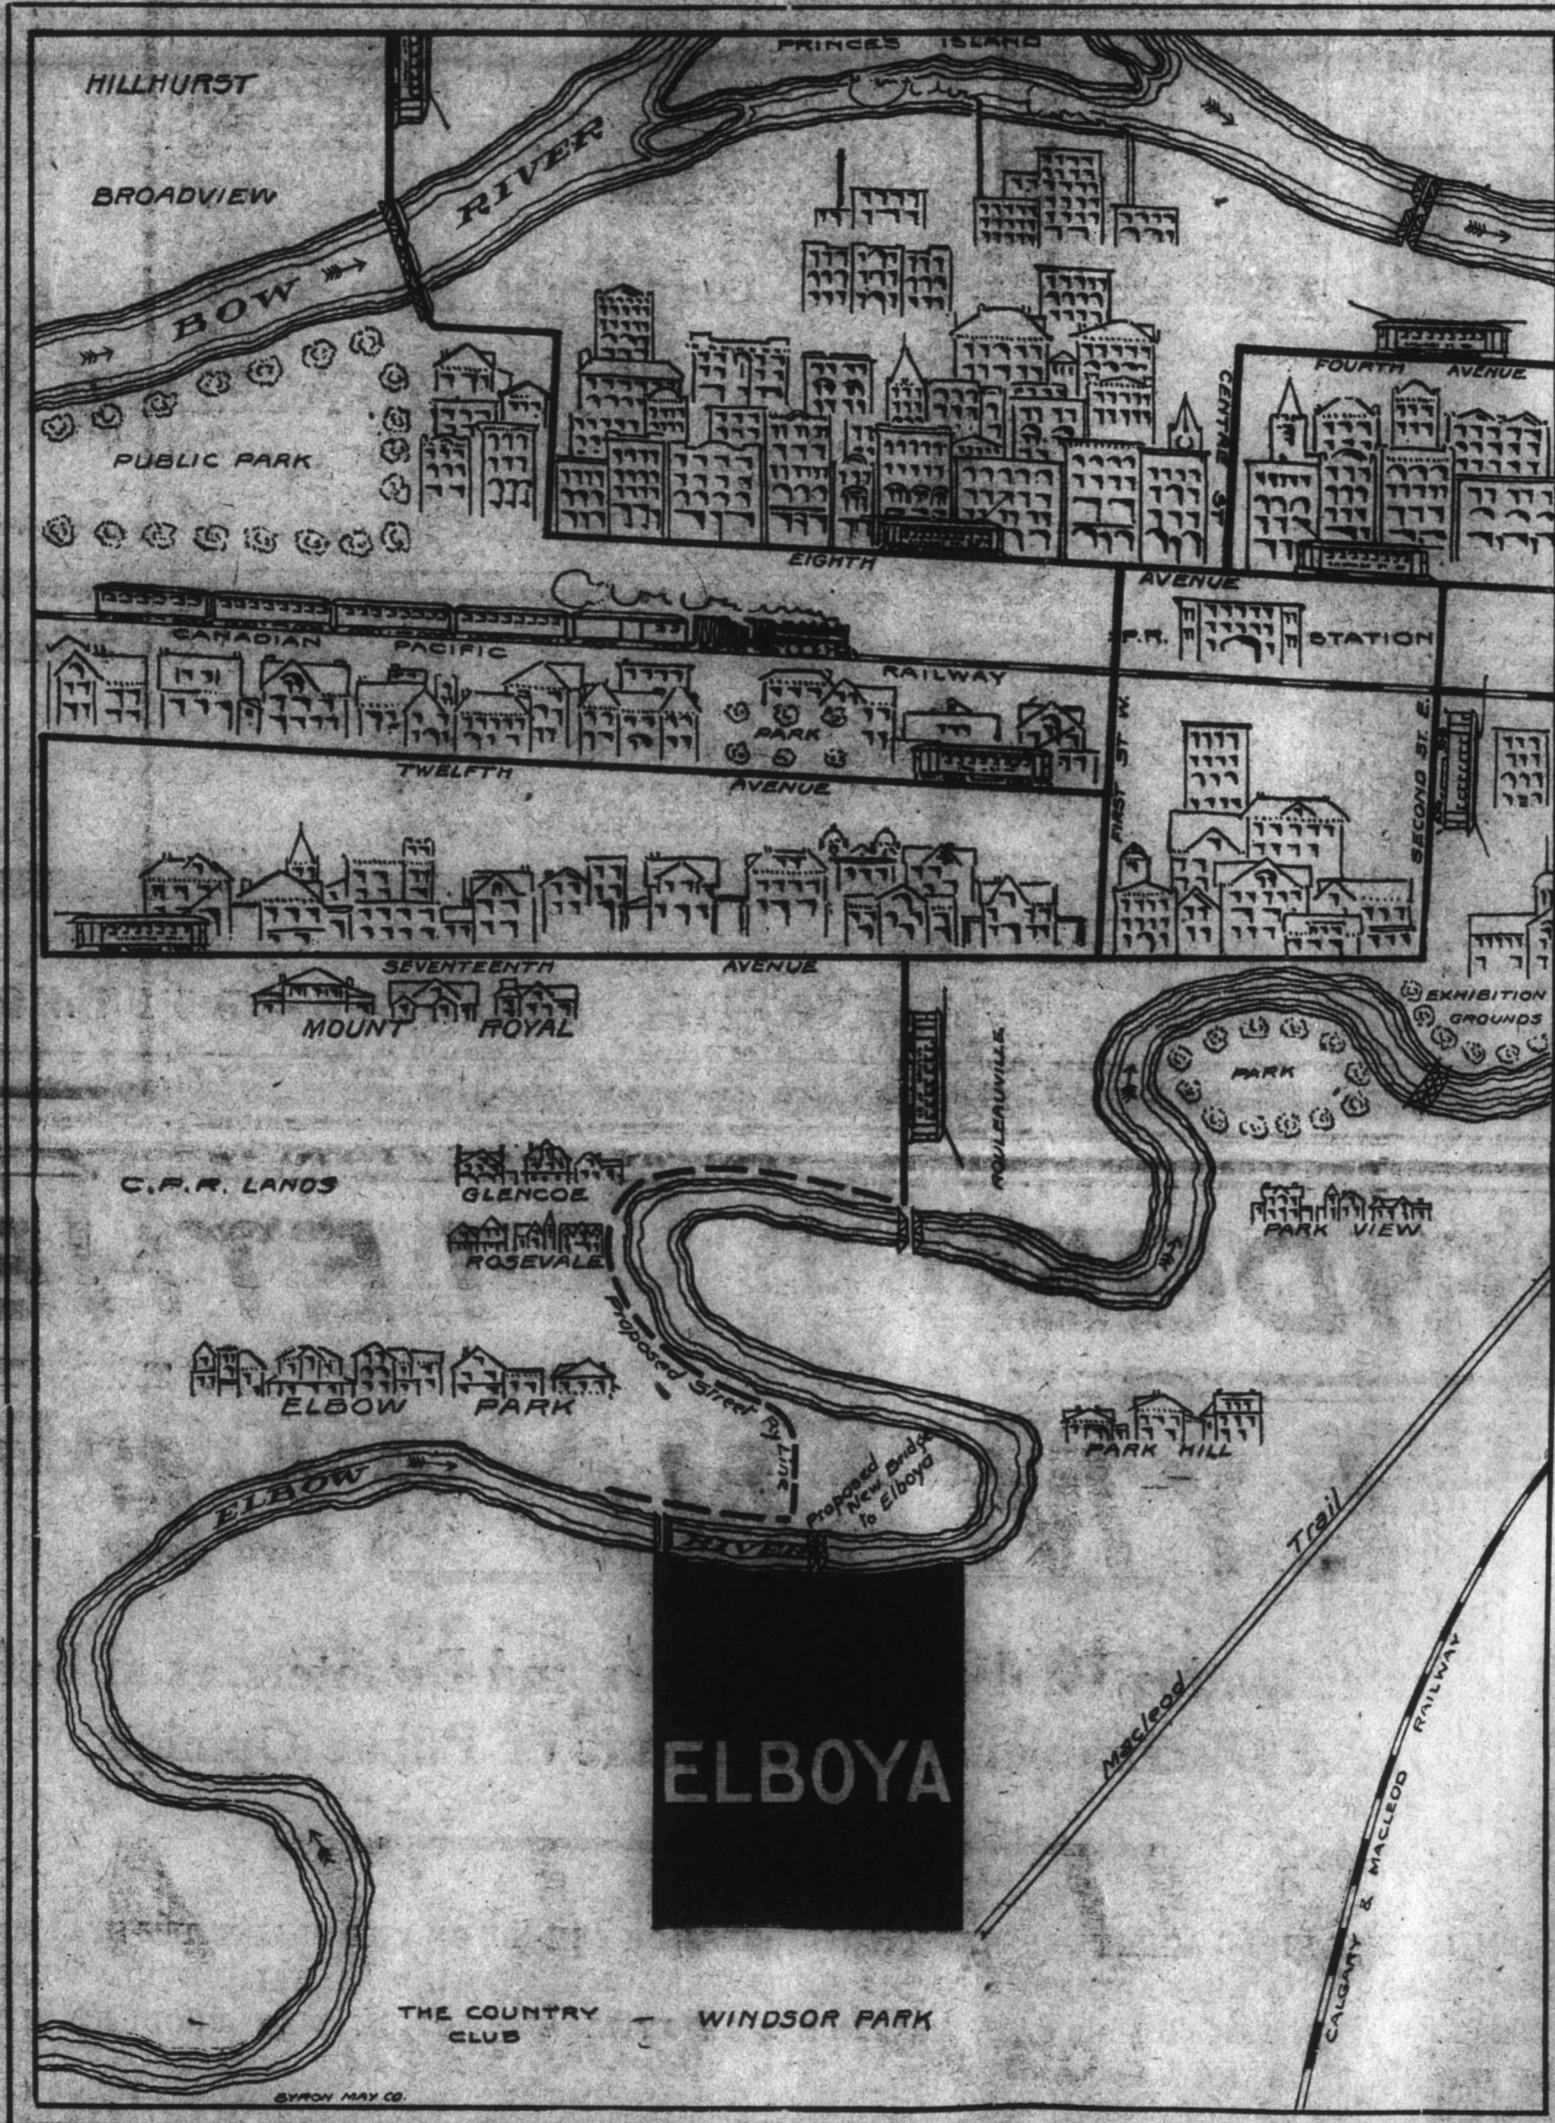 PRINCES ISLAND
HILLHURST
BROADVIEW
BOW RIVER
FOURTH AVENUE
CENTRE ST
PUBLIC PARK
EIGHTH AVENUE
CANADIAN PACIFIC RAILWAY
P.R. STATION
PARK
FIRST ST W.
SECOND ST. E.
TWELFTH AVENUE
SEVENTEENTH AVENUE
MOUNT ROYAL
EXHIBITION
GROUNDS
PARK
ROULEAUVILLE
C.P.R. LANDS
GLENCOE
ROSEVALE
PARK VIEW
Proposed Street Ry Line
ELBOW PARK
PARK HILL
Proposed
New Bridge
to Elboya
ELBOW RIVER
Macleod Trail
ELBOYA
CALGARY & MACLEOD RAILWAY
THE COUNTRY
CLUB
- WINDSOR PARK
BYRON MAY CO.